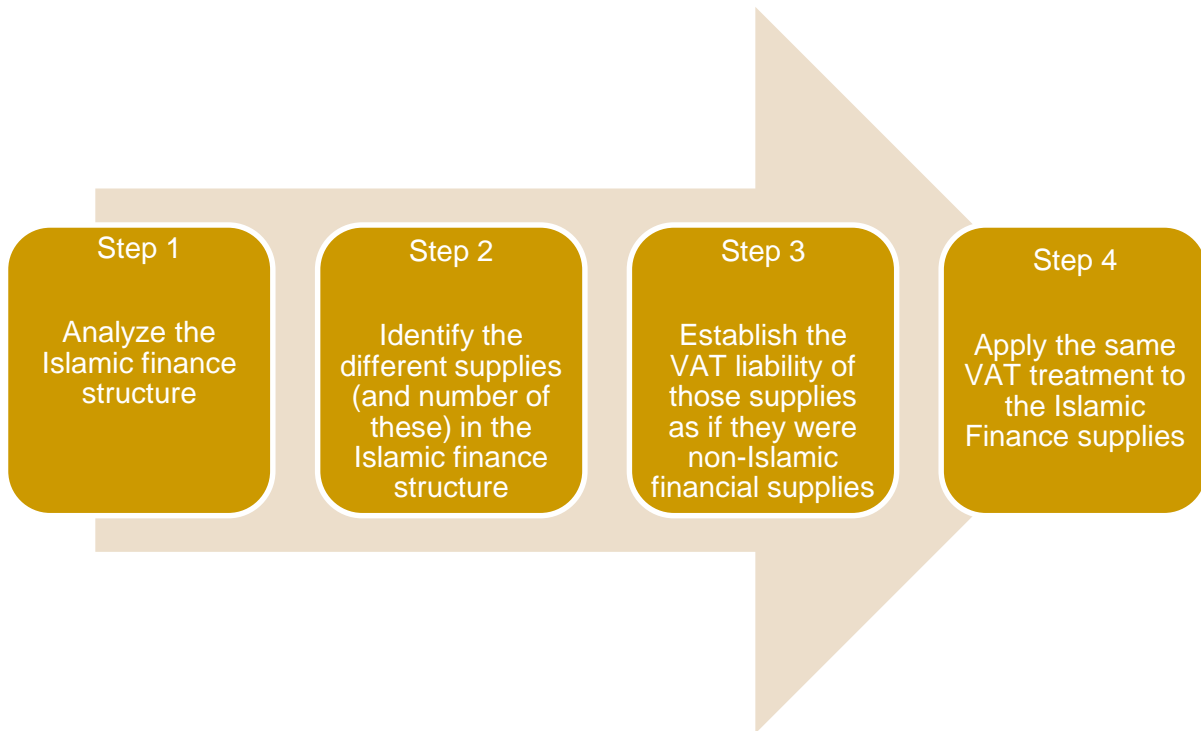 Step 1
Analyze the
Islamic finance
structure
Step 2
Identify the
different supplies
(and number of
these) in the
Islamic finance
structure
Step 3
Establish the
VAT liability of
those supplies
as if they were
non-Islamic
financial supplies
Step 4
Apply the same
VAT treatment to
the Islamic
Finance supplies